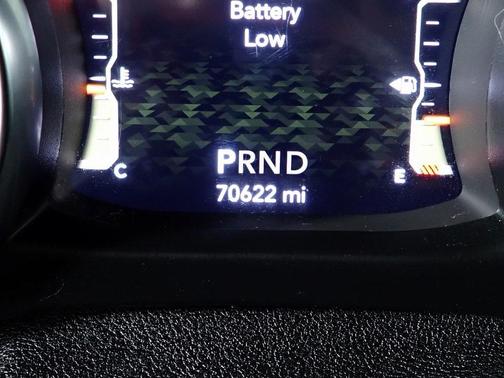 Battery
Low
PRND
70622 mi
C
E